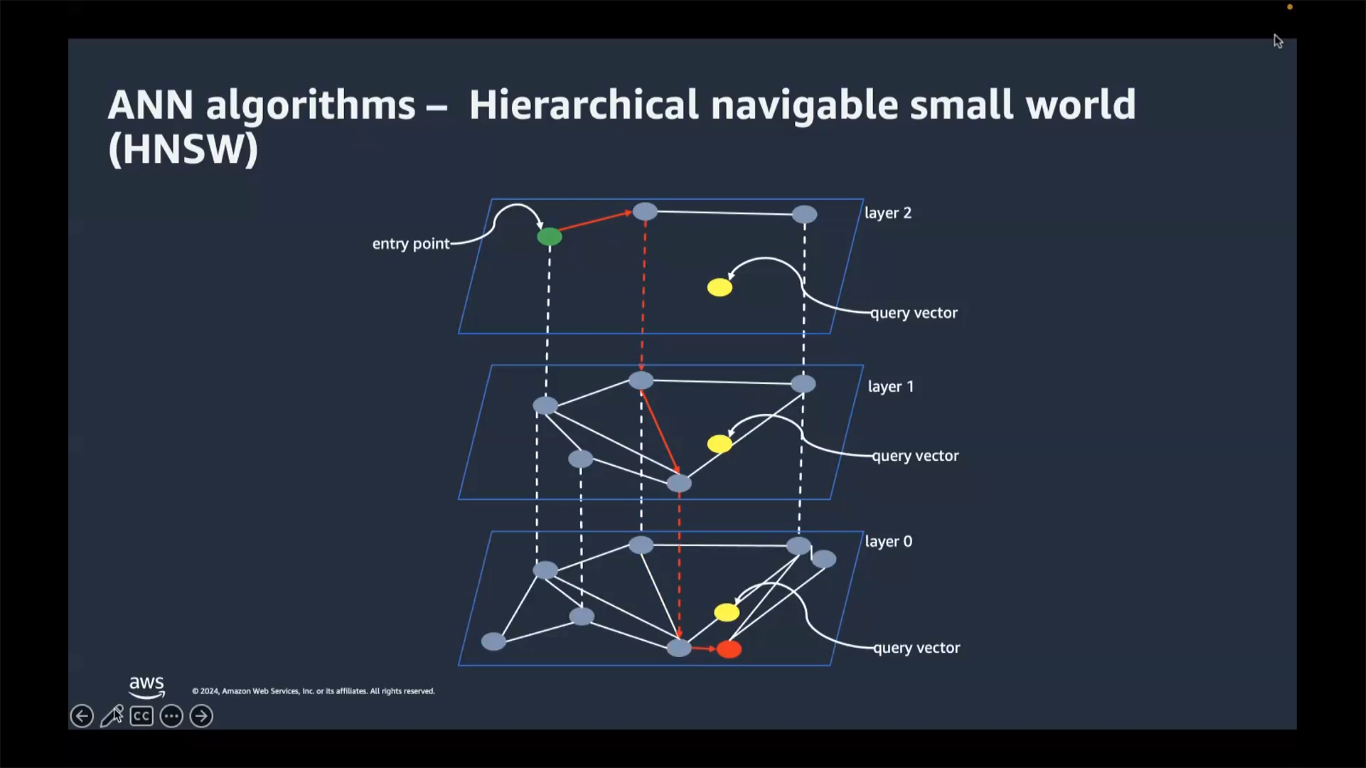 ANN algorithms – Hierarchical navigable small world
(HNSW)
layer 2
entry point
query vector
layer 1
query vector
layer 0
query vector
aws
© 2024, Amazon Web Services, Inc. or its affiliates. All rights reserved.
CC